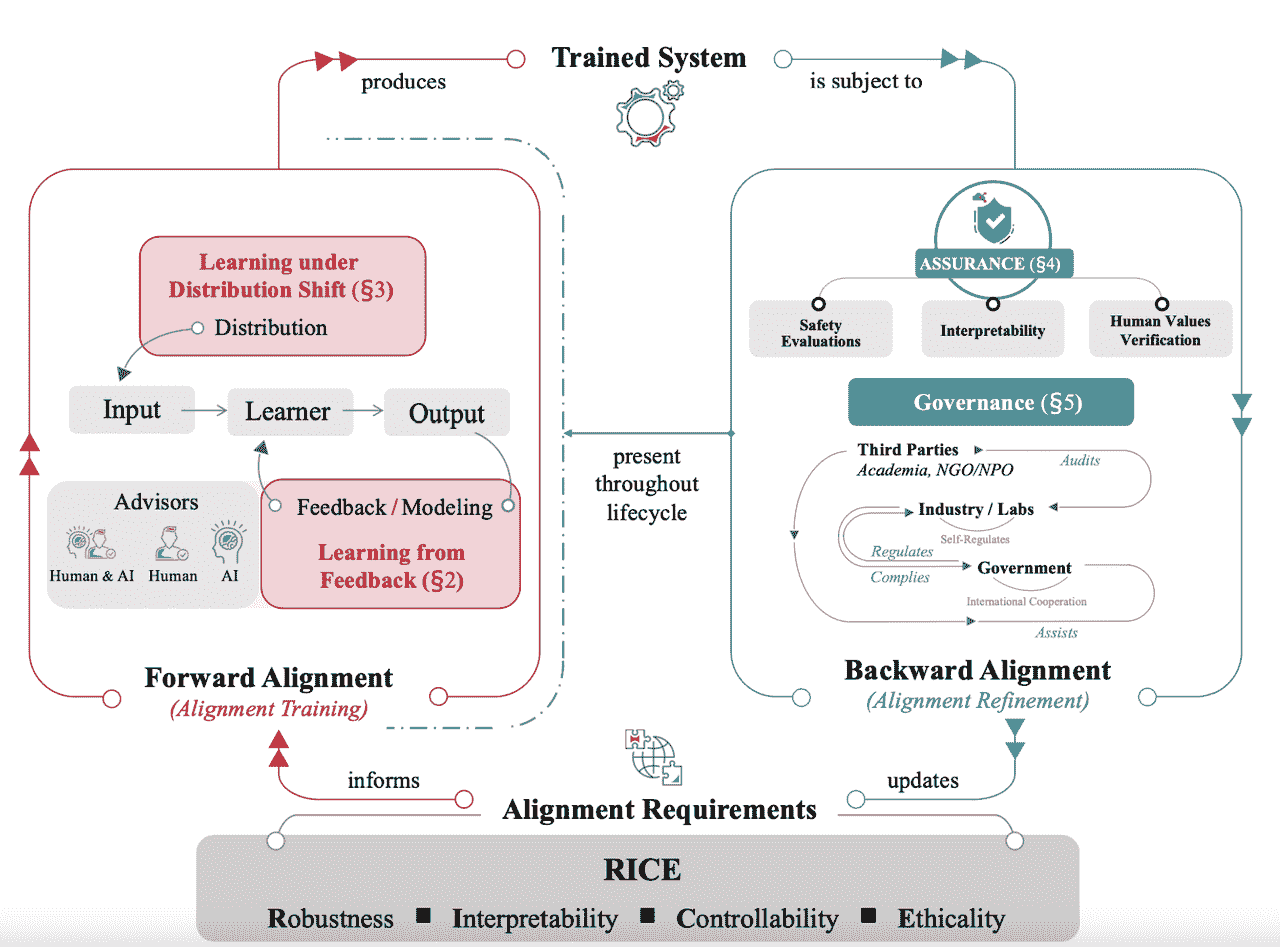 Trained System
produces
is subject to
Learning under
Distribution Shift (§3)
Distribution
Input
Learner
Output
Advisors
Human & AI
Human
AI
Feedback / Modeling
Learning from
Feedback (§2)
Forward Alignment
(Alignment Training)
present
throughout
lifecycle
ASSURANCE (§4)
Safety
Evaluations
Interpretability
Human Values
Verification
Governance (§5)
Third Parties
Academia, NGO/NPO
Audits
Industry / Labs
Self-Regulates
Regulates
Complies
Government
International Cooperation
Assists
Backward Alignment
(Alignment Refinement)
informs
updates
Alignment Requirements
RICE
Robustness ■ Interpretability ■ Controllability ■ Ethicality